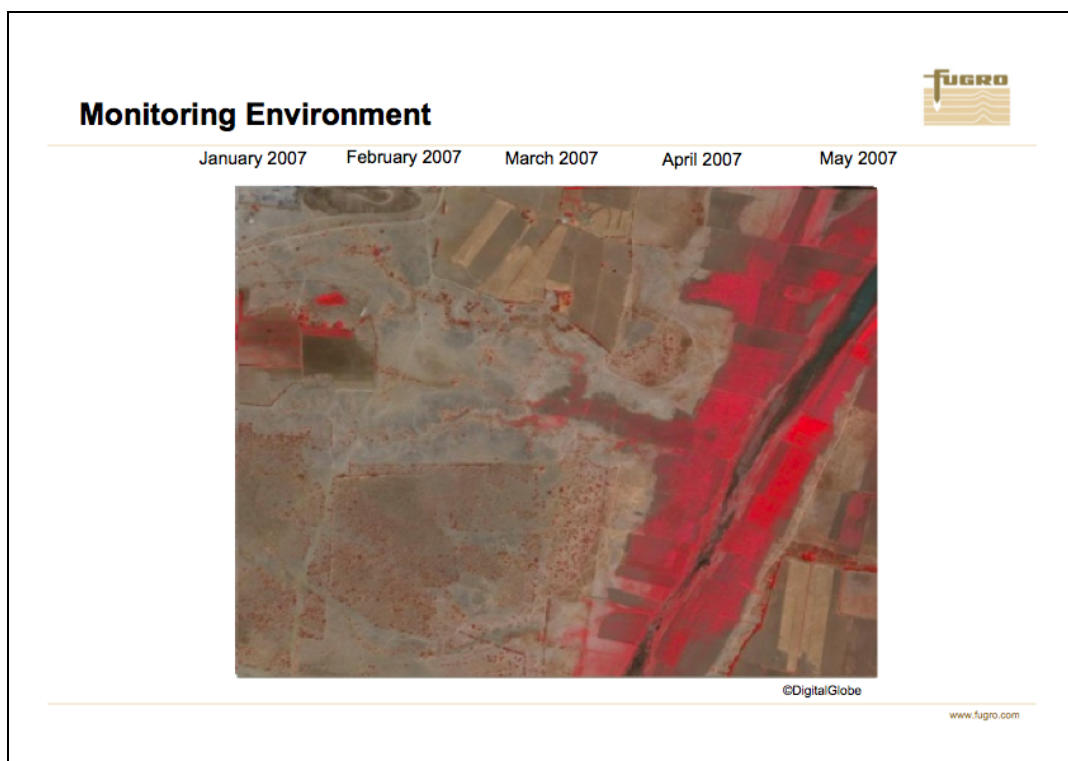 fugro
Monitoring Environment
January 2007 February 2007 March 2007 April 2007 May 2007
©DigitalGlobe
www.fugro.com